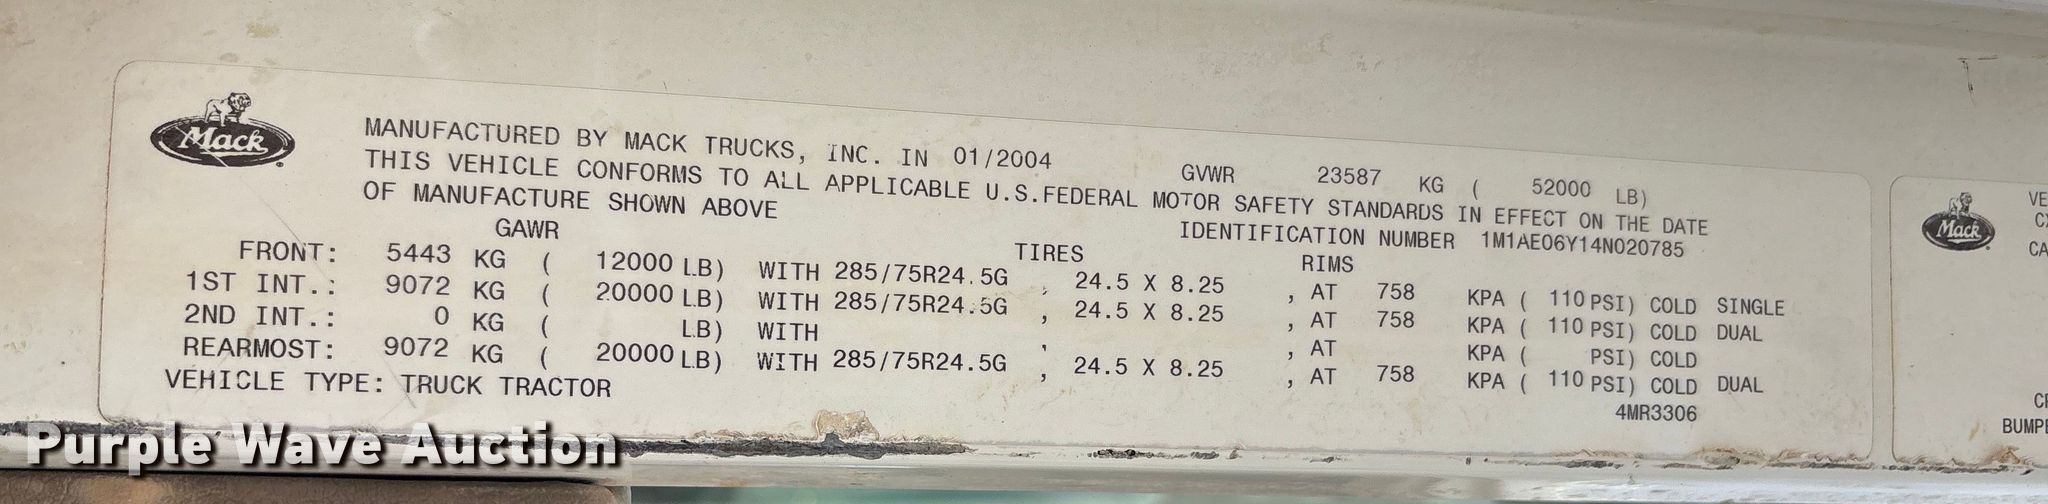 Mack
MANUFACTURED BY MACK TRUCKS, INC. IN 01/2004 GVWR 23587 KG ( 52000 LB)
THIS VEHICLE CONFORMS TO ALL APPLICABLE U.S.FEDERAL MOTOR SAFETY STANDARDS IN EFFECT ON THE DATE
OF MANUFACTURE SHOWN ABOVE IDENTIFICATION NUMBER 1M1AE06Y14N020785
GAWR TIRES RIMS
FRONT: 5443 KG ( 12000 LB) WITH 285/75R24.5G , 24.5 X 8.25 , AT 758 KPA ( 110 PSI) COLD SINGLE
1ST INT.: 9072 KG ( 20000 LB) WITH 285/75R24.5G , 24.5 X 8.25 , AT 758 KPA ( 110 PSI) COLD DUAL
2ND INT.: 0 KG ( LB) WITH , , AT KPA ( PSI) COLD
REARMOST: 9072 KG ( 20000 LB) WITH 285/75R24.5G , 24.5 X 8.25 , AT 758 KPA ( 110 PSI) COLD DUAL
VEHICLE TYPE: TRUCK TRACTOR 4MR3306
Mack
VE
CX
CA
BUMPE
Purple Wave Auction